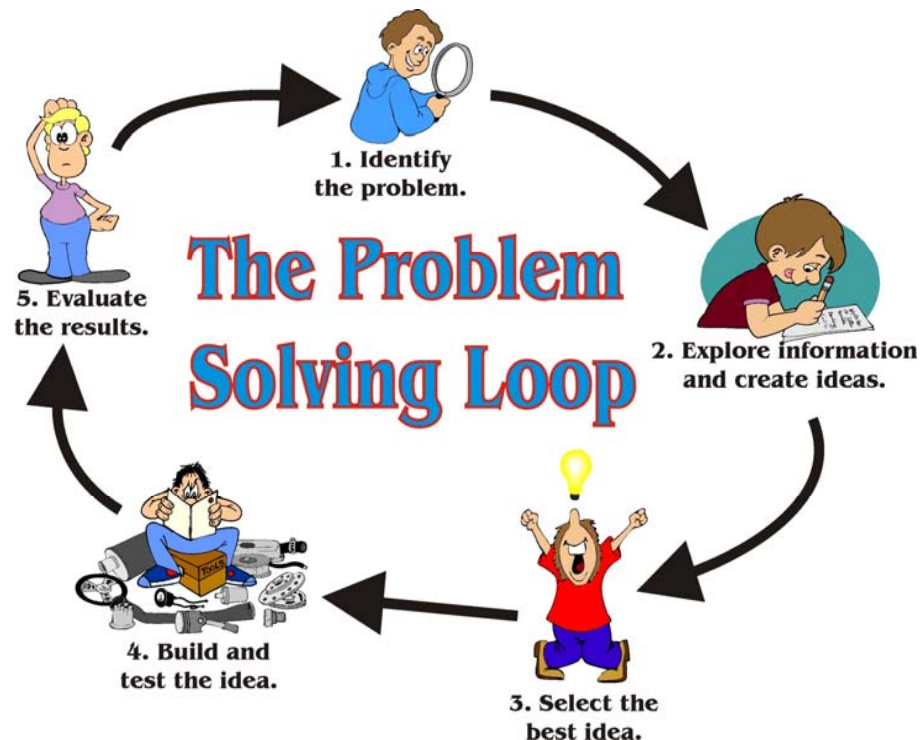 1. Identify
the problem.
The Problem
Solving Loop
2. Explore information
and create ideas.
3. Select the
best idea.
4. Build and
test the idea.
5. Evaluate
the results.
TOOLS